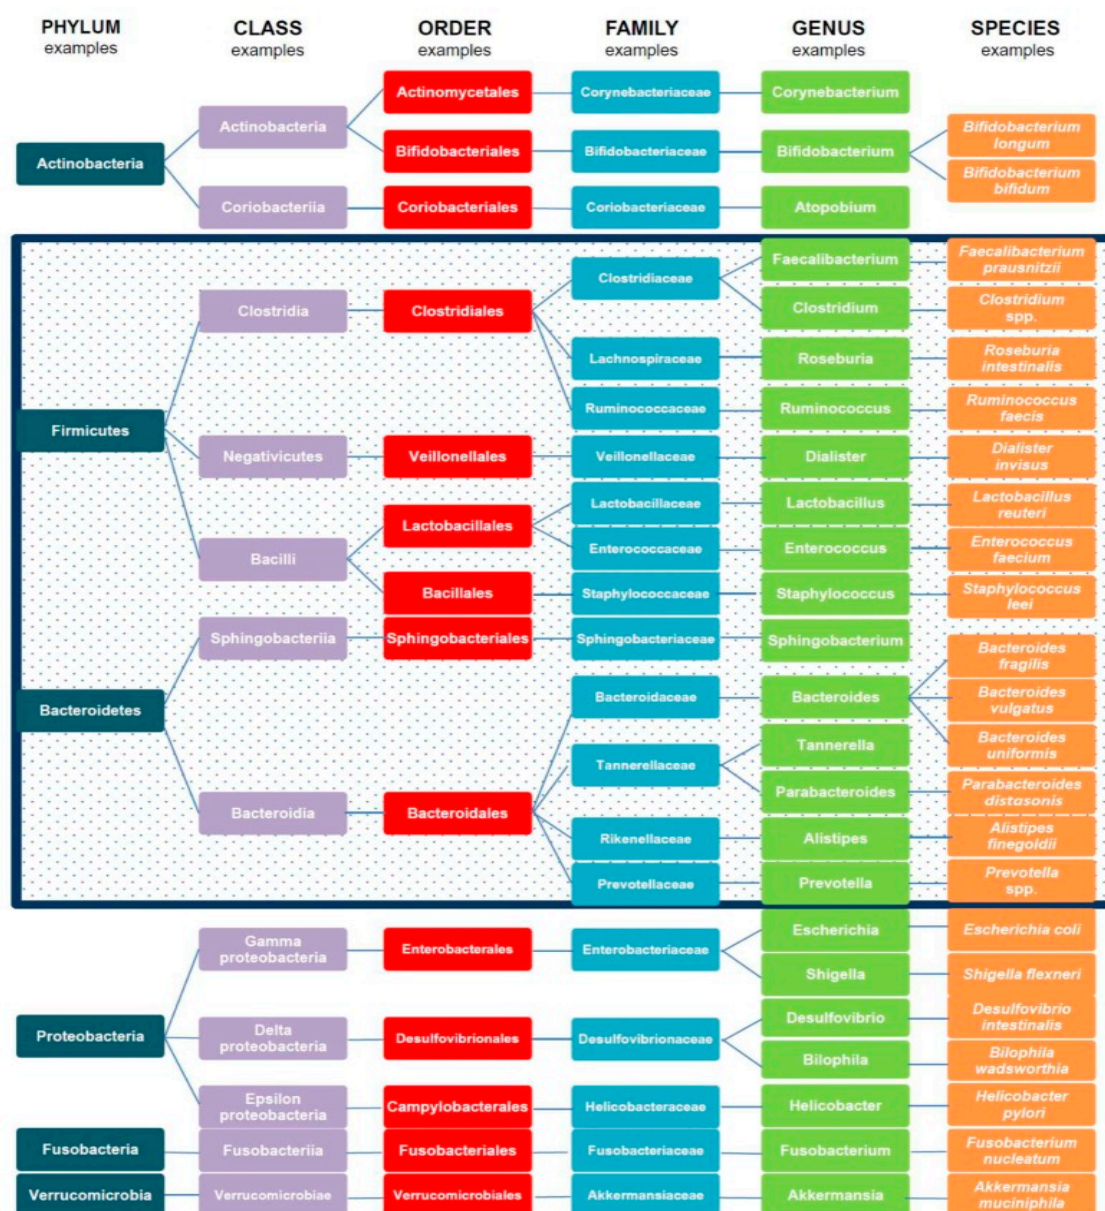 PHYLUM CLASS ORDER FAMILY GENUS SPECIES
examples examples examples examples examples examples
Actinomycetales Corynebacteriaceae Corynebacterium
Actinobacteria
Bifidobacterium
longum
Actinobacteria
Bifidobacteriales Bifidobacteriaceae Bifidobacterium
Bifidobacterium
bifidum
Coriobacteriia Coriobacteriales Coriobacteriaceae Atopobium
Faecalibacterium
Faecalibacterium
prausnitzii
Clostridiaceae
Clostridia Clostridiales
Clostridium
Clostridium
spp.
Lachnospiraceae Roseburia
Roseburia
intestinalis
Ruminococcaceae Ruminococcus
Ruminococcus
faecis
Firmicutes
Negativicutes Veillonellales Veillonellaceae Dialister
Dialister
invisus
Lactobacillales
Lactobacillaceae Lactobacillus
Lactobacillus
reuteri
Bacilli
Enterococcaceae Enterococcus
Enterococcus
faecium
Bacillales Staphylococcaceae Staphylococcus
Staphylococcus
leei
Sphingobacteriia Sphingobacteriales Sphingobacteriaceae Sphingobacterium
Bacteroides
fragilis
Bacteroidetes
Bacteroidaceae Bacteroides
Bacteroides
vulgatus
Bacteroides
uniformis
Tannerellaceae
Tannerella
Parabacteroides
Parabacteroides
distasonis
Bacteroidia Bacteroidales
Rikenellaceae Alistipes
Alistipes
finegoldii
Prevotellaceae Prevotella
Prevotella
spp.
Gamma
proteobacteria
Enterobacterales Enterobacteriaceae
Escherichia Escherichia coli
Shigella Shigella flexneri
Proteobacteria
Delta
proteobacteria
Desulfovibrionales Desulfovibrionaceae
Desulfovibrio
Desulfovibrio
intestinalis
Bilophila
Bilophila
wadsworthia
Epsilon
proteobacteria
Campylobacterales Helicobacteraceae Helicobacter
Helicobacter
pylori
Fusobacteria Fusobacteriia Fusobacteriales Fusobacteriaceae Fusobacterium
Fusobacterium
nucleatum
Verrucomicrobia Verrucomicrobiae Verrucomicrobiales Akkermansiaceae Akkermansia
Akkermansia
muciniphila